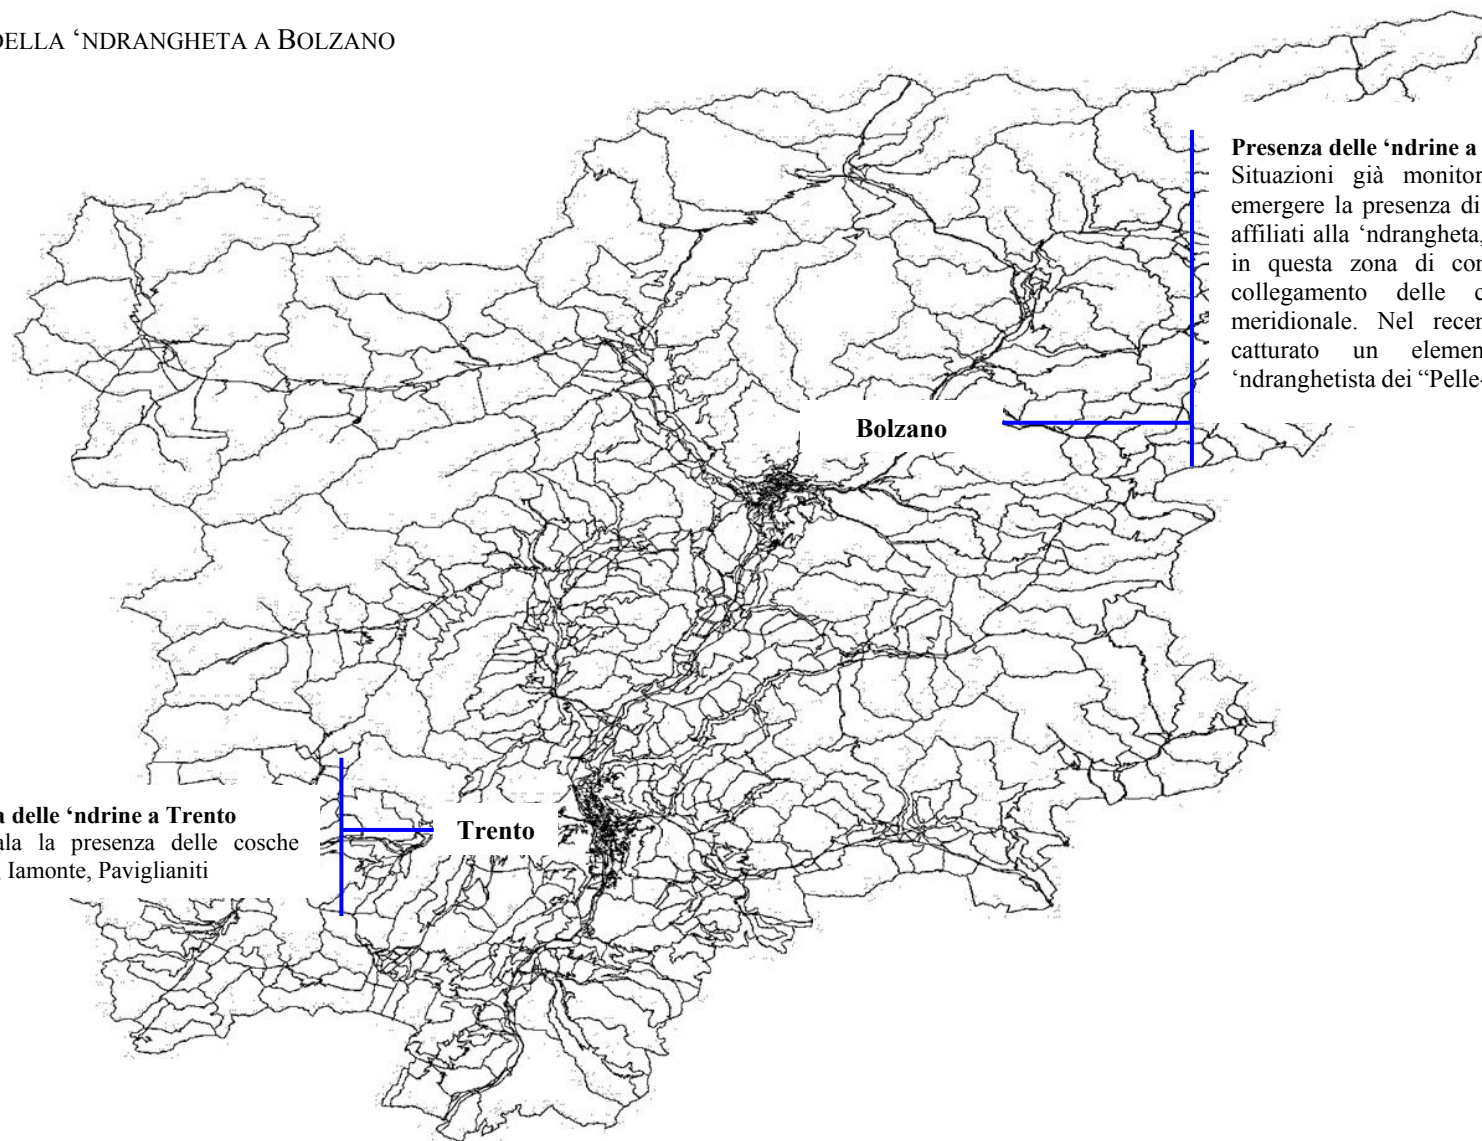 DELLA ‘NDRANGHETA A BOLZANO
Presenza delle ‘ndrine a
Situazioni già monitor
emergere la presenza di
affiliati alla ‘ndrangheta,
in questa zona di con
collegamento delle c
meridionale. Nel recen
catturato un elemen
‘ndranghetista dei “Pelle-
Bolzano
a delle ‘ndrine a Trento
ala la presenza delle cosche
, Iamonte, Paviglianiti
Trento